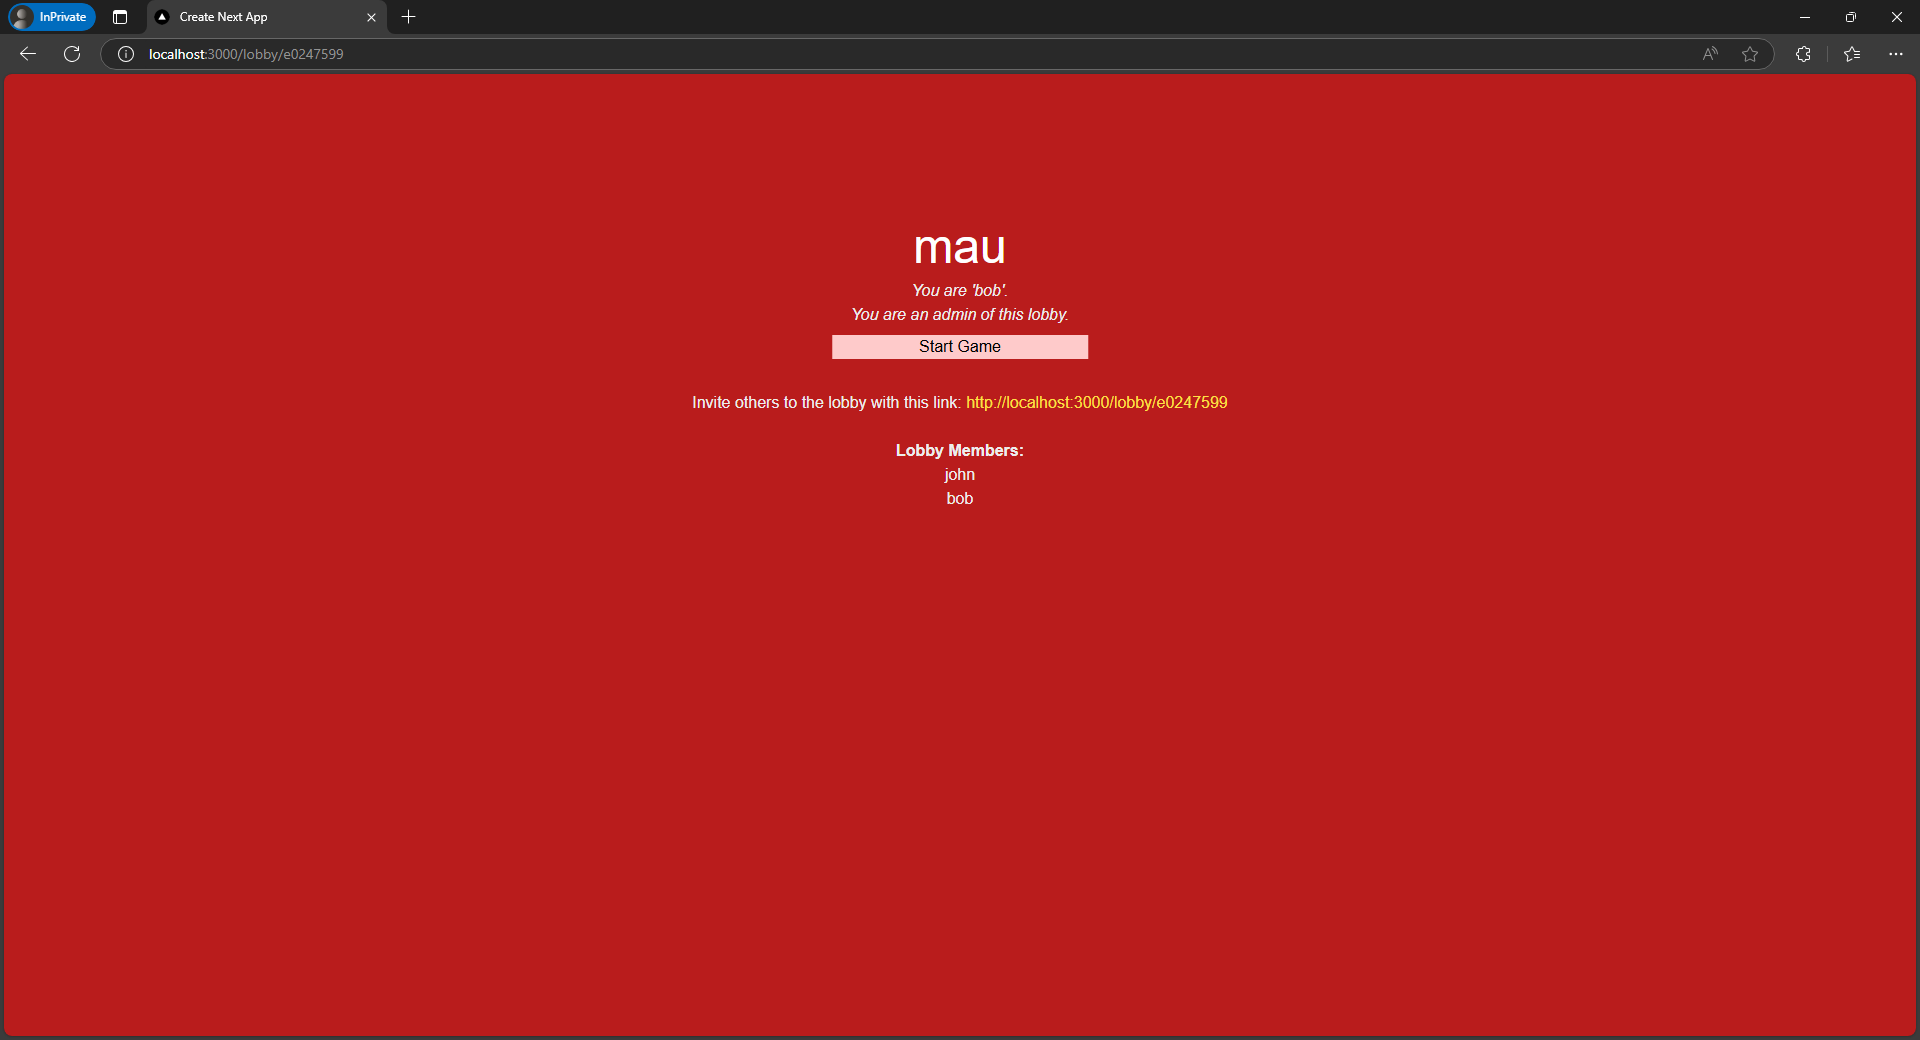 InPrivate
Create Next App
localhost:3000/lobby/e0247599
mau
You are 'bob'.
You are an admin of this lobby.
Start Game
Invite others to the lobby with this link: http://localhost:3000/lobby/e0247599
Lobby Members:
john
bob